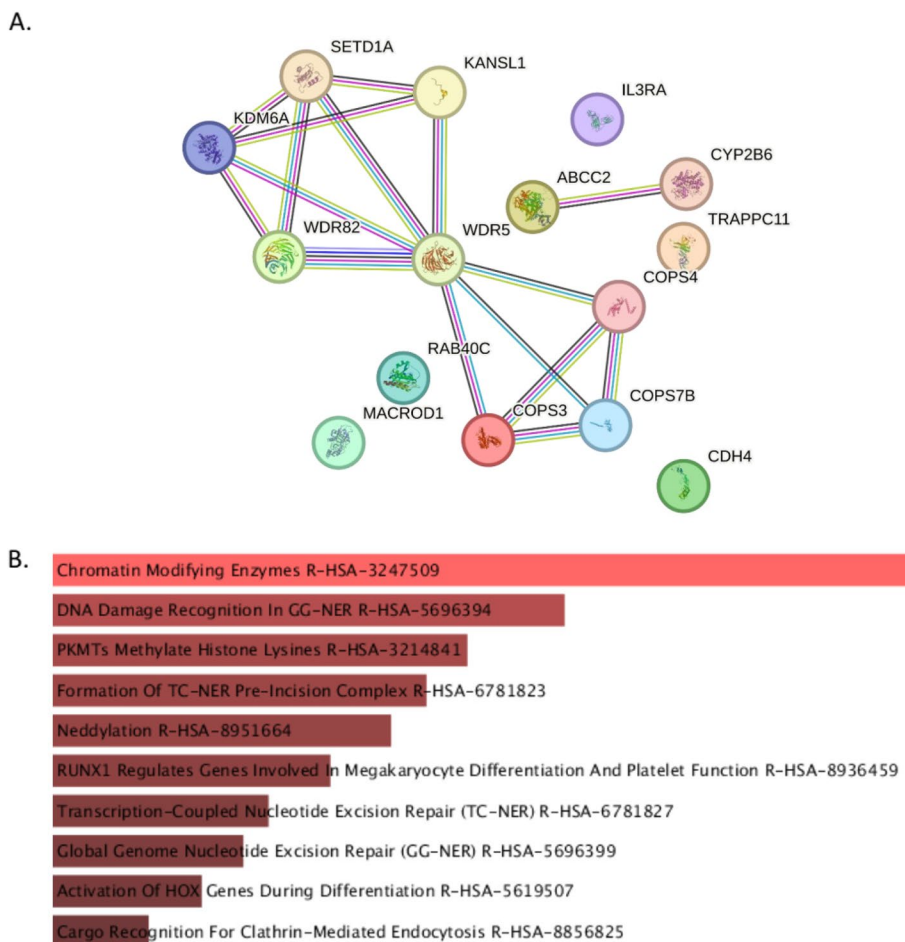 A.
SETD1A
KANSL1
IL3RA
KDM6A
CYP2B6
ABCC2
TRAPPC11
WDR82
WDR5
COPS4
RAB40C
COPS7B
MACROD1
COPS3
CDH4
B.
Chromatin Modifying Enzymes R-HSA-3247509
DNA Damage Recognition In GG-NER R-HSA-5696394
PKMTs Methylate Histone Lysines R-HSA-3214841
Formation Of TC-NER Pre-Incision Complex R-HSA-6781823
Neddylation R-HSA-8951664
RUNX1 Regulates Genes Involved In Megakaryocyte Differentiation And Platelet Function R-HSA-8936459
Transcription-Coupled Nucleotide Excision Repair (TC-NER) R-HSA-6781827
Global Genome Nucleotide Excision Repair (GG-NER) R-HSA-5696399
Activation Of HOX Genes During Differentiation R-HSA-5619507
Cargo Recognition For Clathrin-Mediated Endocytosis R-HSA-8856825